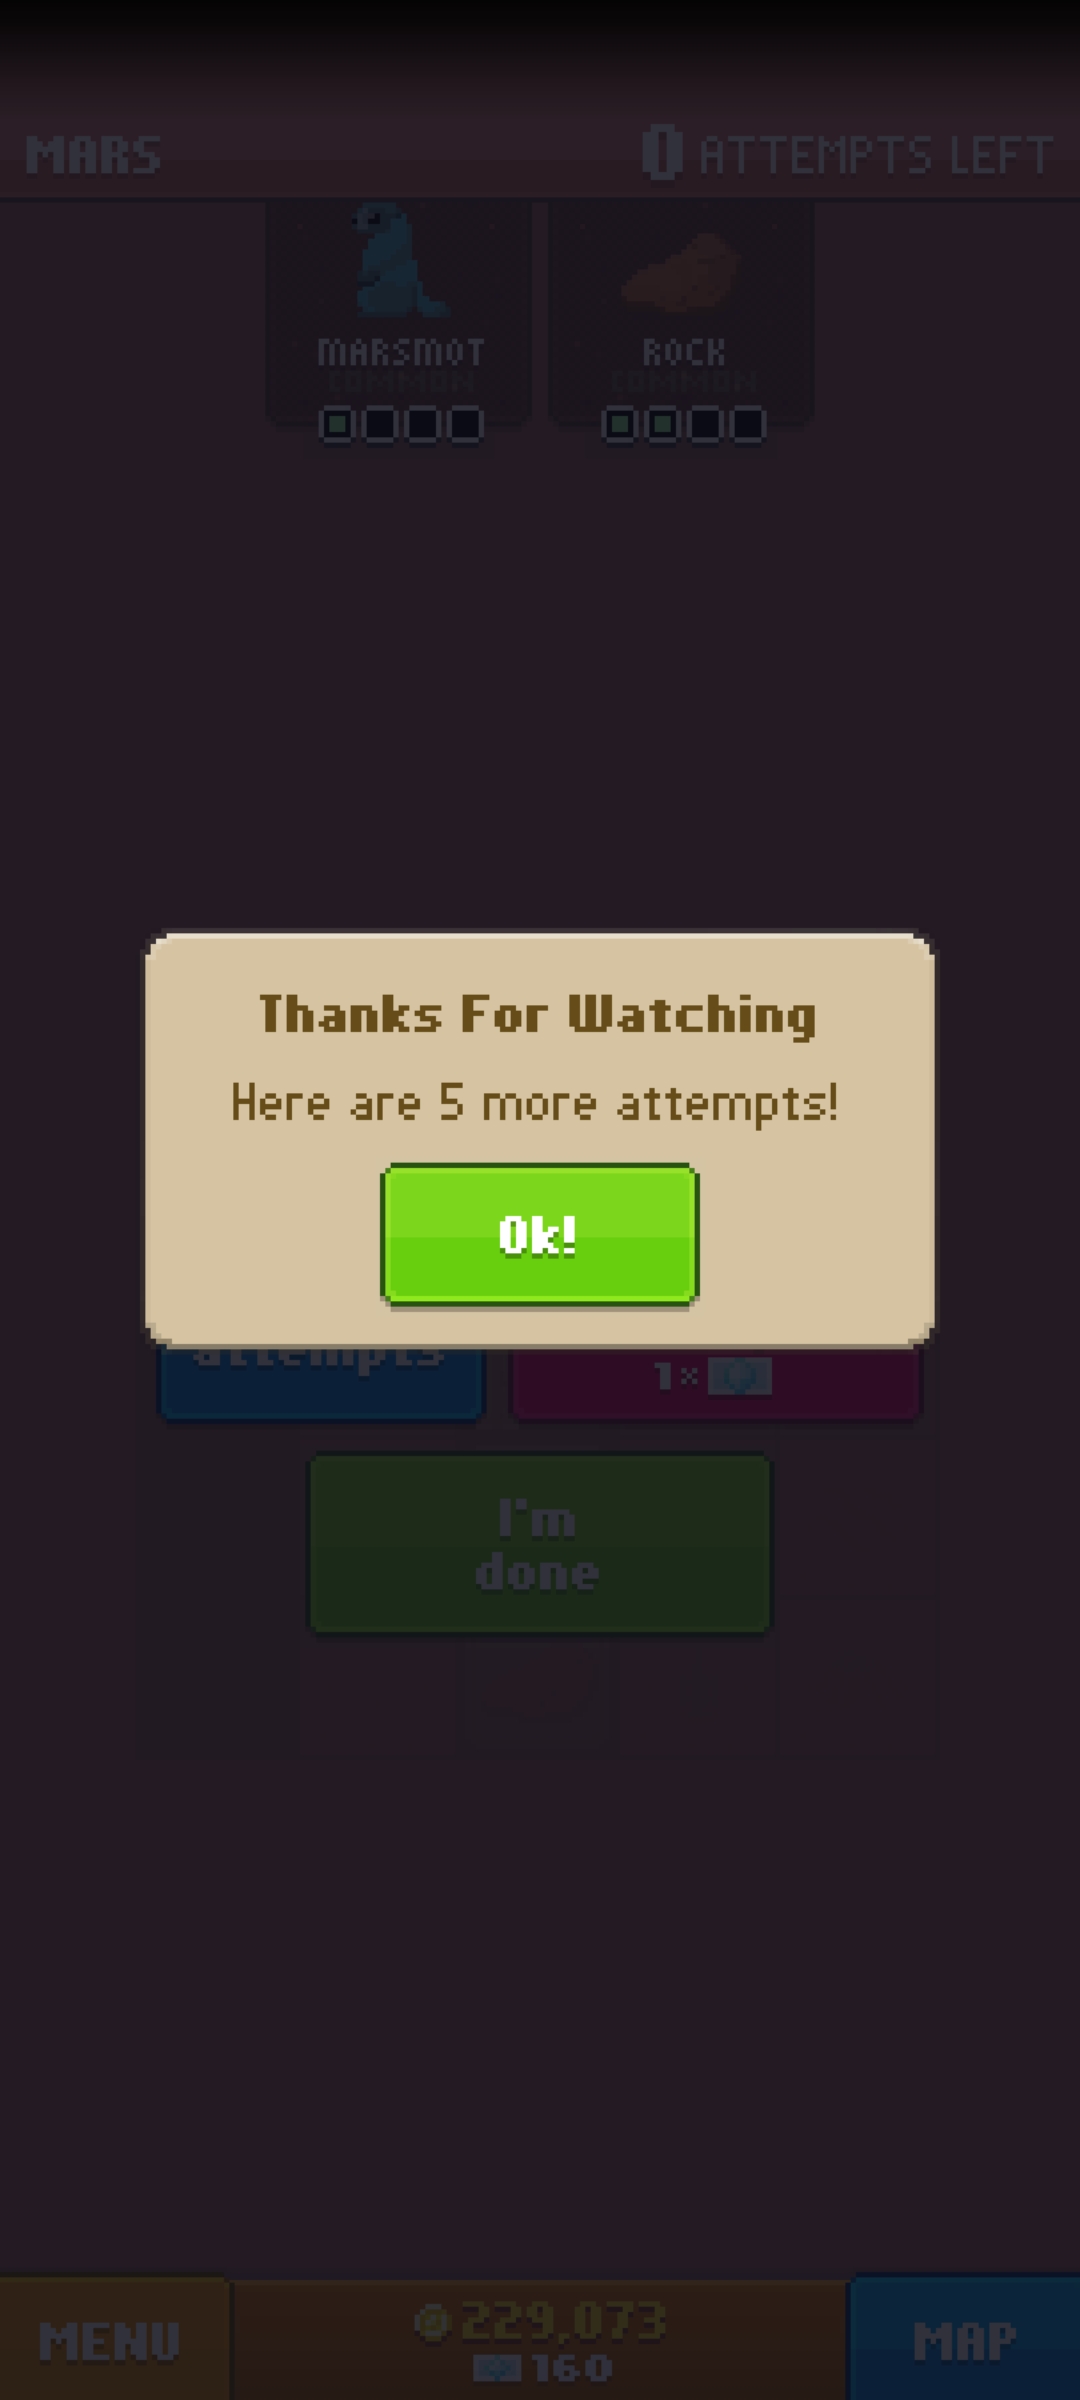 MARS
0 ATTEMPTS LEFT
MARSMOT
COMMON
ROCK
COMMON
Thanks For Watching
Here are 5 more attempts!
Ok!
attempts
1×
I'm
done
MENU
229,073
160
MAP